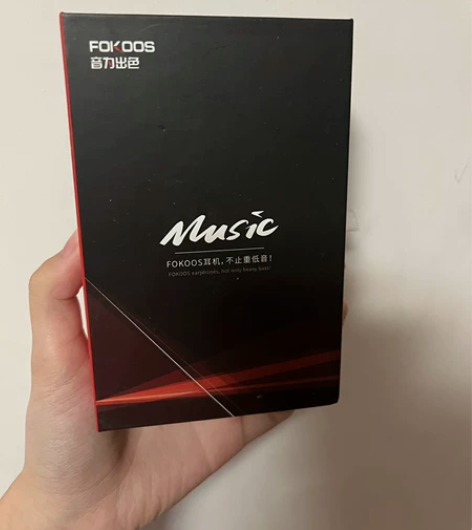 FOKOOS
音力出色
Music
FOKOOS耳机，不止重低音！
FOKOOS earphones, not only heavy bass!